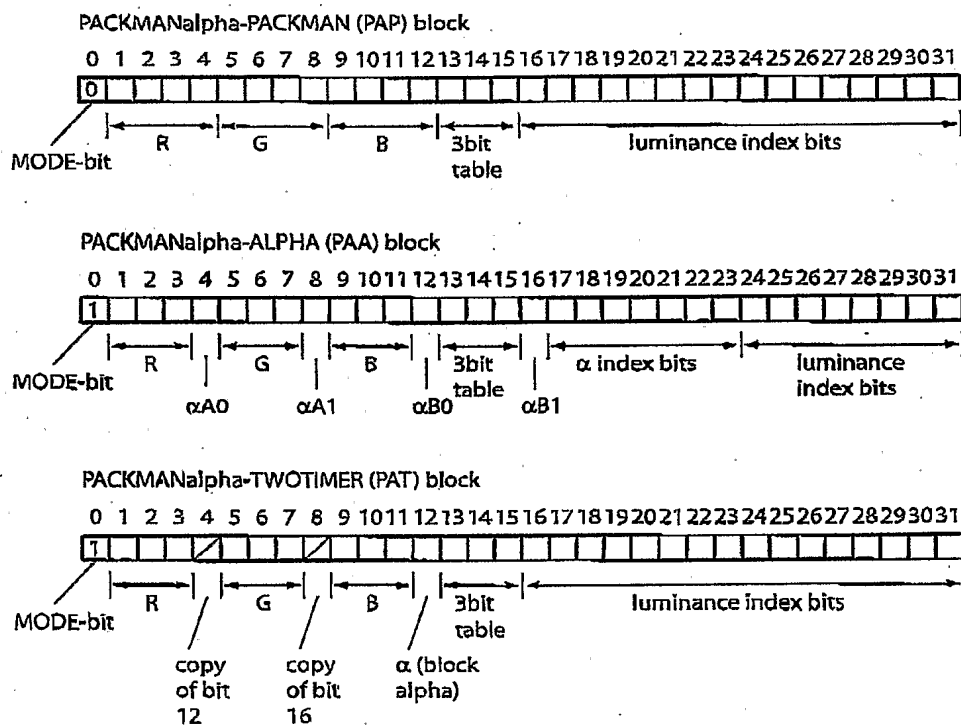 PACKMANalpha-PACKMAN (PAP) block
0 1 2 3 4 5 6 7 8 9 10 11 12 13 14 15 16 17 18 19 20 21 22 23 24 25 26 27 28 29 30 31
0
R G B 3bit table luminance index bits
MODE-bit
PACKMANalpha-ALPHA (PAA) block
0 1 2 3 4 5 6 7 8 9 10 11 12 13 14 15 16 17 18 19 20 21 22 23 24 25 26 27 28 29 30 31
1
R G B 3bit table α index bits luminance index bits
MODE-bit
αA0 αA1 αB0 αB1
PACKMANalpha-TWOTIMER (PAT) block
0 1 2 3 4 5 6 7 8 9 10 11 12 13 14 15 16 17 18 19 20 21 22 23 24 25 26 27 28 29 30 31
1
R G B 3bit table luminance index bits
MODE-bit
copy of bit 12
copy of bit 16
α (block alpha)